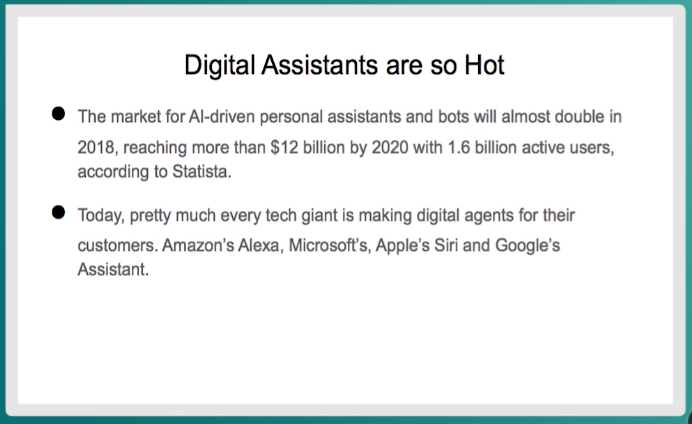 Digital Assistants are so Hot
● The market for AI-driven personal assistants and bots will almost double in
2018, reaching more than $12 billion by 2020 with 1.6 billion active users,
according to Statista.
● Today, pretty much every tech giant is making digital agents for their
customers. Amazon’s Alexa, Microsoft’s, Apple’s Siri and Google’s
Assistant.